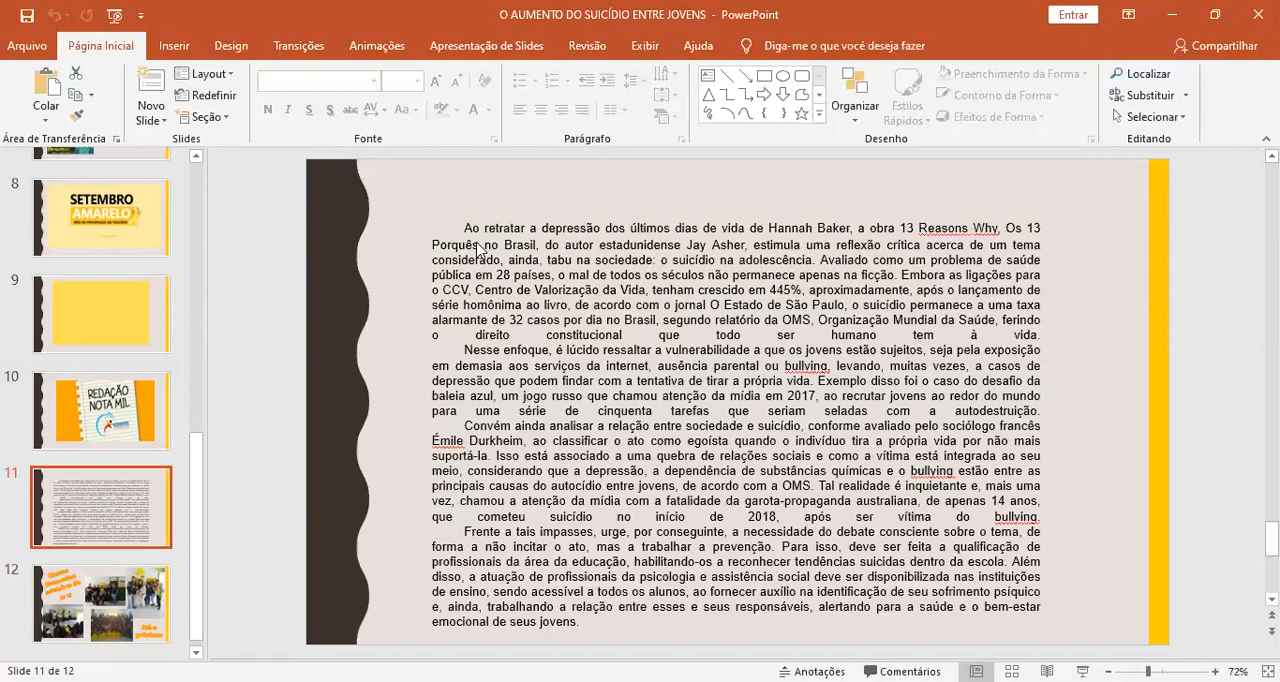 O AUMENTO DO SUICÍDIO ENTRE JOVENS - PowerPoint
Entrar
Arquivo Página Inicial Inserir Design Transições Animações Apresentação de Slides Revisão Exibir Ajuda Diga-me o que você deseja fazer Compartilhar
Colar
Novo Slide
Layout
Redefinir
Seção
N I S S abc AV Aa A
Organizar
Estilos Rápidos
Preenchimento da Forma
Contorno da Forma
Efeitos de Forma
Localizar
Substituir
Selecionar
Área de Transferência Slides Fonte Parágrafo Desenho Editando
8
SETEMBRO
AMARELO
9
10
REDAÇÃO
NOTA MIL
11
12
Ao retratar a depressão dos últimos dias de vida de Hannah Baker, a obra 13 Reasons Why, Os 13
Porquês no Brasil, do autor estadunidense Jay Asher, estimula uma reflexão crítica acerca de um tema
considerado, ainda, tabu na sociedade: o suicídio na adolescência. Avaliado como um problema de saúde
pública em 28 países, o mal de todos os séculos não permanece apenas na ficção. Embora as ligações para
o CCV, Centro de Valorização da Vida, tenham crescido em 445%, aproximadamente, após o lançamento de
série homônima ao livro, de acordo com o jornal O Estado de São Paulo, o suicídio permanece a uma taxa
alarmante de 32 casos por dia no Brasil, segundo relatório da OMS, Organização Mundial da Saúde, ferindo
o direito constitucional que todo ser humano tem à vida.
Nesse enfoque, é lúcido ressaltar a vulnerabilidade a que os jovens estão sujeitos, seja pela exposição
em demasia aos serviços da internet, ausência parental ou bullying, levando, muitas vezes, a casos de
depressão que podem findar com a tentativa de tirar a própria vida. Exemplo disso foi o caso do desafio da
baleia azul, um jogo russo que chamou atenção da mídia em 2017, ao recrutar jovens ao redor do mundo
para uma série de cinquenta tarefas que seriam seladas com a autodestruição.
Convém ainda analisar a relação entre sociedade e suicídio, conforme avaliado pelo sociólogo francês
Émile Durkheim, ao classificar o ato como egoísta quando o indivíduo tira a própria vida por não mais
suportá-la. Isso está associado a uma quebra de relações sociais e como a vítima está integrada ao seu
meio, considerando que a depressão, a dependência de substâncias químicas e o bullying estão entre as
principais causas do autoridio entre jovens, de acordo com a OMS. Tal realidade é inquietante e, mais uma
vez, chamou a atenção da mídia com a fatalidade da garota-propaganda australiana, de apenas 14 anos,
que cometeu suicídio no início de 2018 após ser vítima do bullying.
Frente a tais impasses, urge, por conseguinte, a necessidade do debate consciente sobre o tema, de
forma a não incitar o ato, mas a trabalhar a prevenção. Para isso, deve ser feita a qualificação de
profissionais da área da educação, habilitando-os a reconhecer tendências suicidas dentro da escola. Além
disso, a atuação de profissionais da psicologia e assistência social deve ser disponibilizada nas instituições
de ensino, sendo acessível a todos os alunos, ao fornecer auxílio na identificação de seu sofrimento psíquico
e, ainda, trabalhando a relação entre esses e seus responsáveis, alertando para a saúde e o bem-estar
emocional de seus jovens.
Slide 11 de 12
Anotações
Comentários
72%